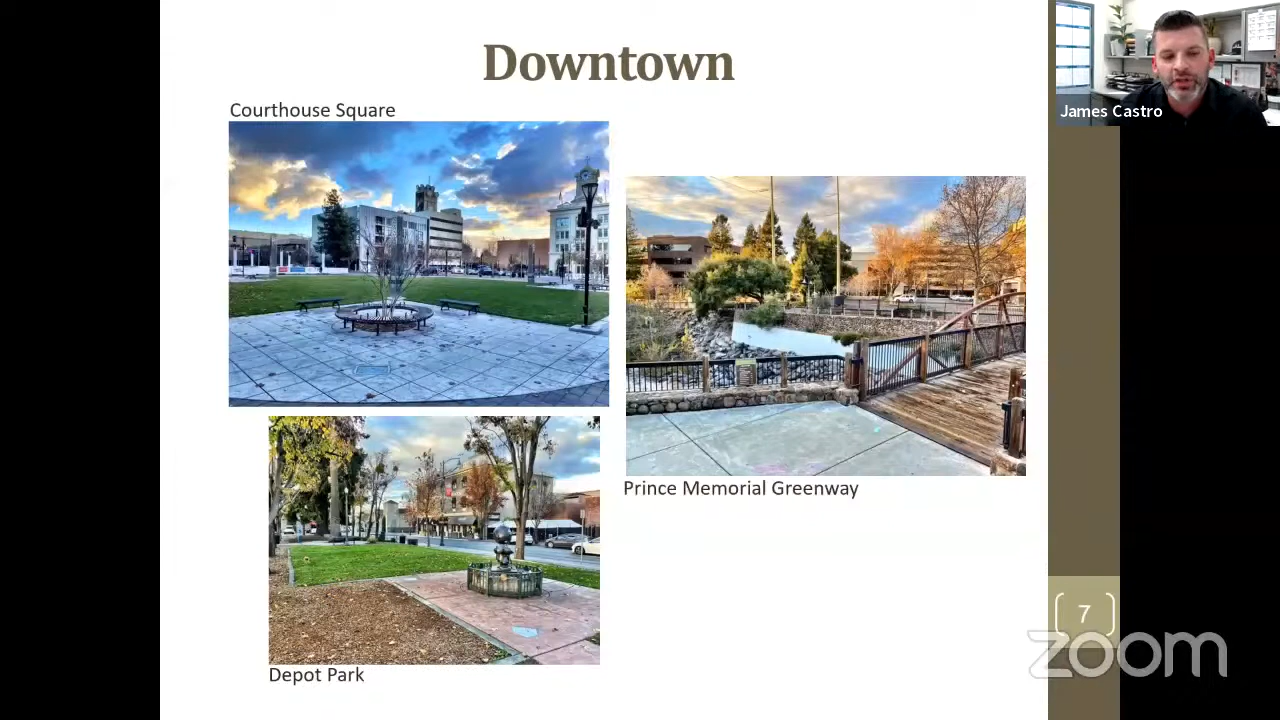 Downtown
Courthouse Square
James Castro
Prince Memorial Greenway
Depot Park
7
zoom